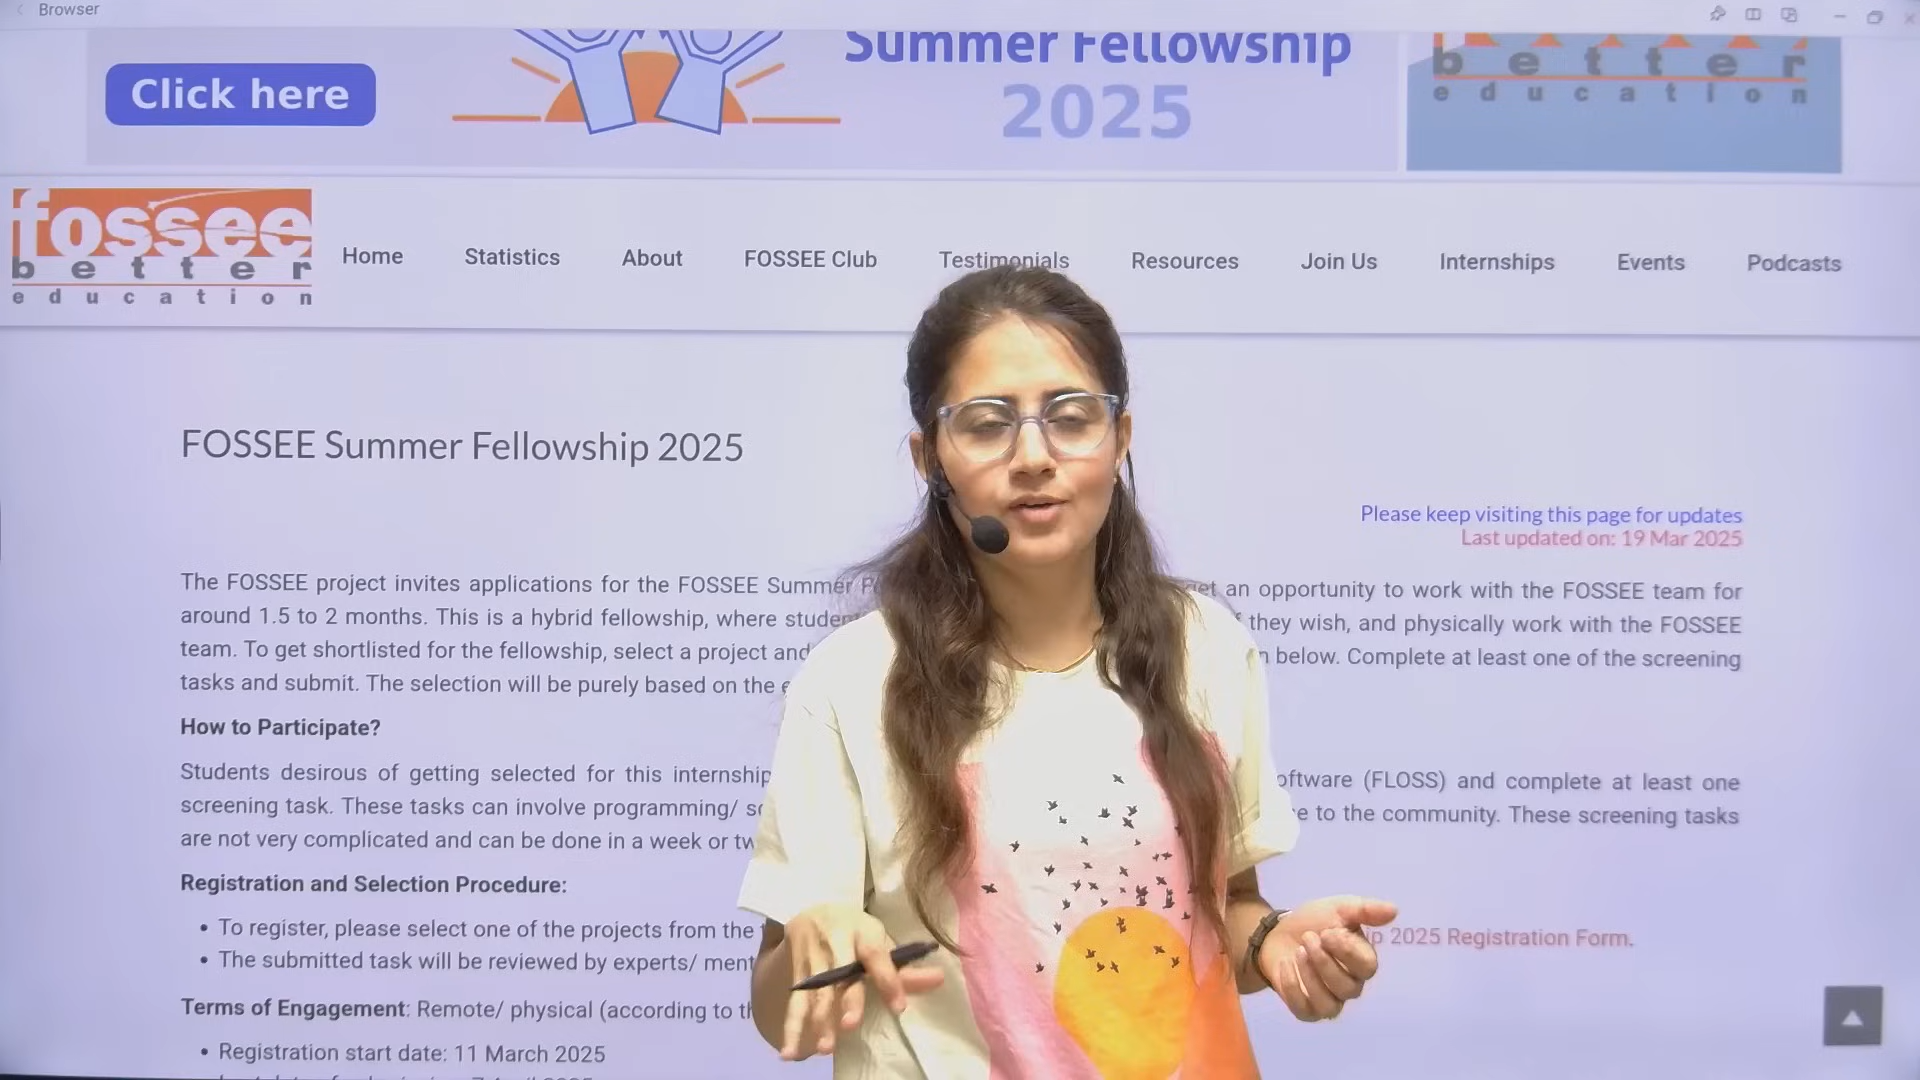 Browser
Click here
Summer Fellowship
2025
better
education
fossee
better
education
Home
Statistics
About
FOSSEE Club
Testimonials
Resources
Join Us
Internships
Events
Podcasts
FOSSEE Summer Fellowship 2025
Please keep visiting this page for updates
Last updated on: 19 Mar 2025
The FOSSEE project invites applications for the FOSSEE Summer get an opportunity to work with the FOSSEE team for
around 1.5 to 2 months. This is a hybrid fellowship, where they wish, and physically work with the FOSSEE
team. To get shortlisted for the fellowship, select a project and below. Complete at least one of the screening
tasks and submit. The selection will be purely based on the
How to Participate?
Students desirous of getting selected for this internship (FLOSS) and complete at least one
screening task. These tasks can involve programming/ to the community. These screening tasks
are not very complicated and can be done in a week or
Registration and Selection Procedure:
• To register, please select one of the projects from the 2025 Registration Form.
• The submitted task will be reviewed by experts/
Terms of Engagement: Remote/ physical (according to
• Registration start date: 11 March 2025